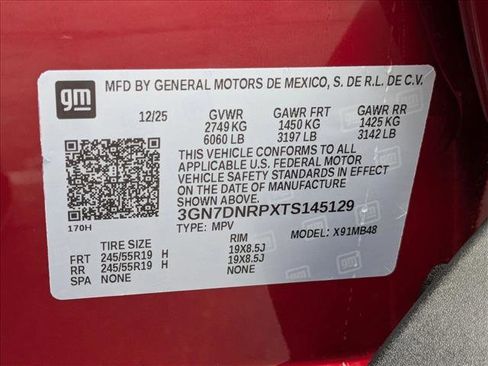 gm
MFD BY GENERAL MOTORS DE MEXICO, S. DE R.L. DE C.V.
12/25 GVWR GAWR FRT GAWR RR
2749 KG 1450 KG 1425 KG
6060 LB 3197 LB 3142 LB
THIS VEHICLE CONFORMS TO ALL
APPLICABLE U.S. FEDERAL MOTOR
VEHICLE SAFETY STANDARDS IN EFFECT
ON THE DATE OF MANUFACTURE SHOWN ABOVE.
3GN7DNRPXTS145129
170H TYPE: MPV MODEL: X91MB48
TIRE SIZE RIM
FRT 245/55R19 H 19X8.5J
RR 245/55R19 H 19X8.5J
SPA NONE NONE